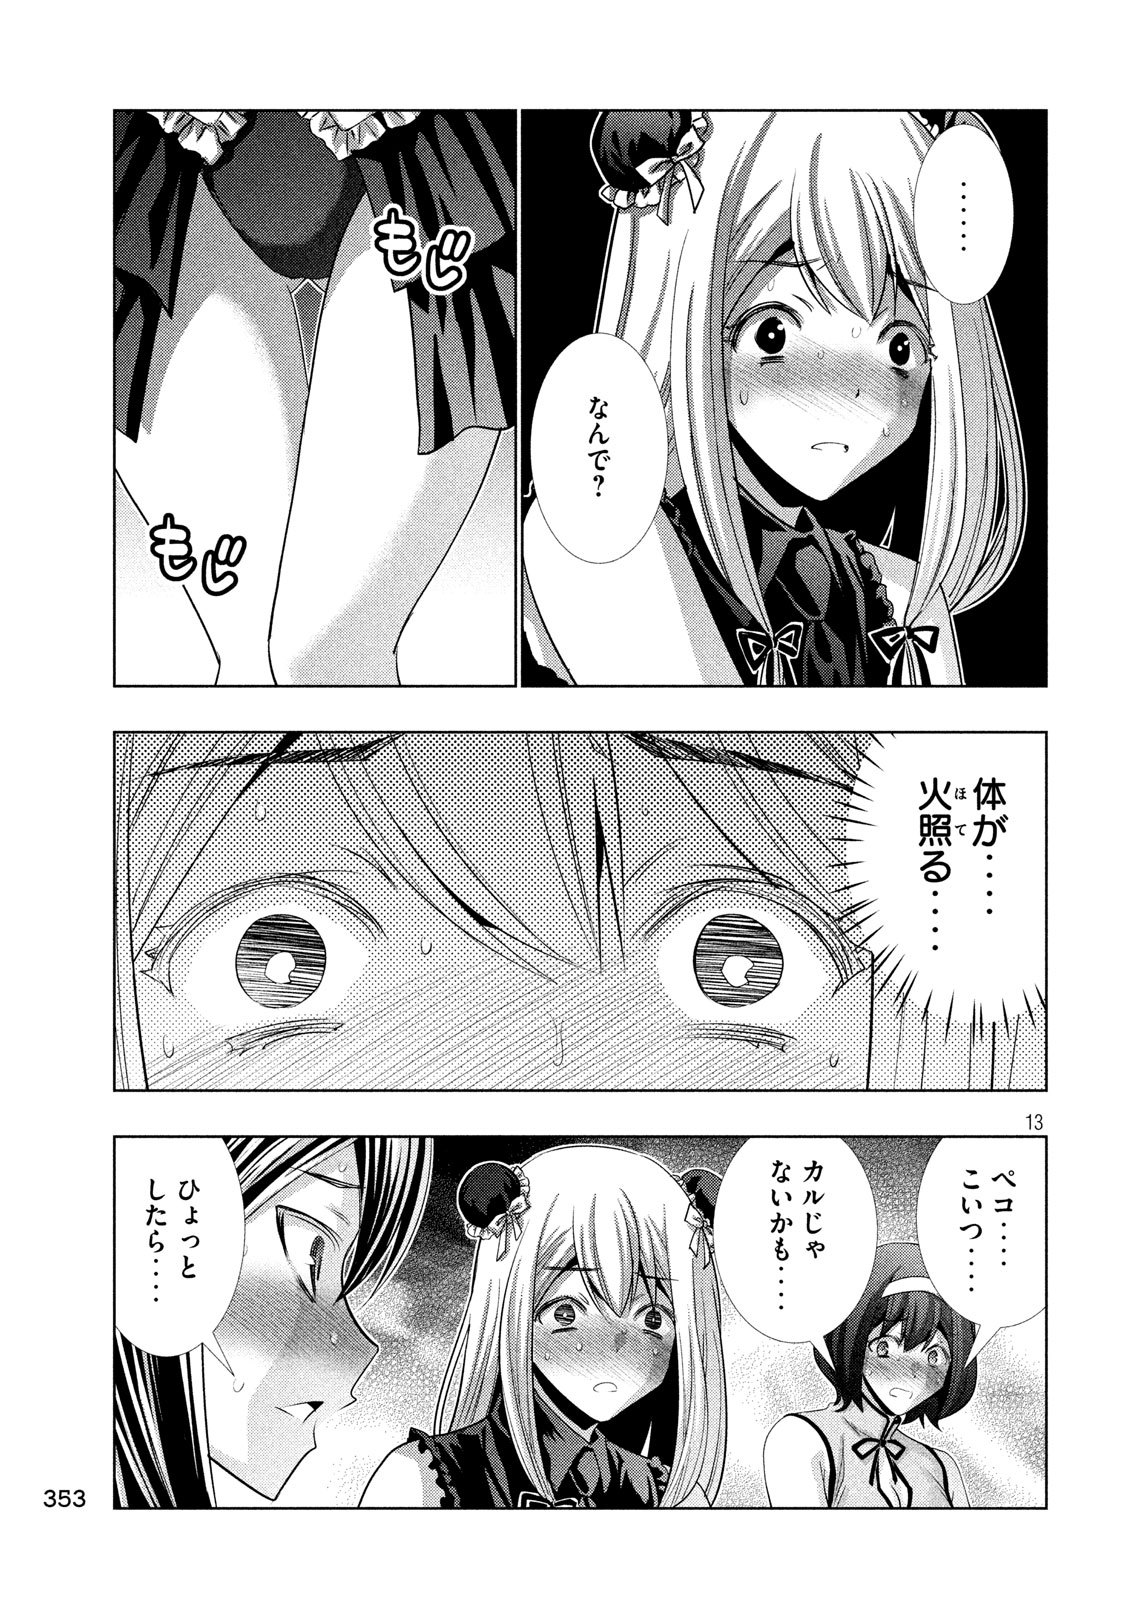 ・・・・・・
なんで?
もじ
もじ
体が・・・・
火照る・・・・
ほて
13
ペコ・・・・
こいつ・・・・
カルじゃ
ないかも・・・・
ひょっと
したら・・・・
353